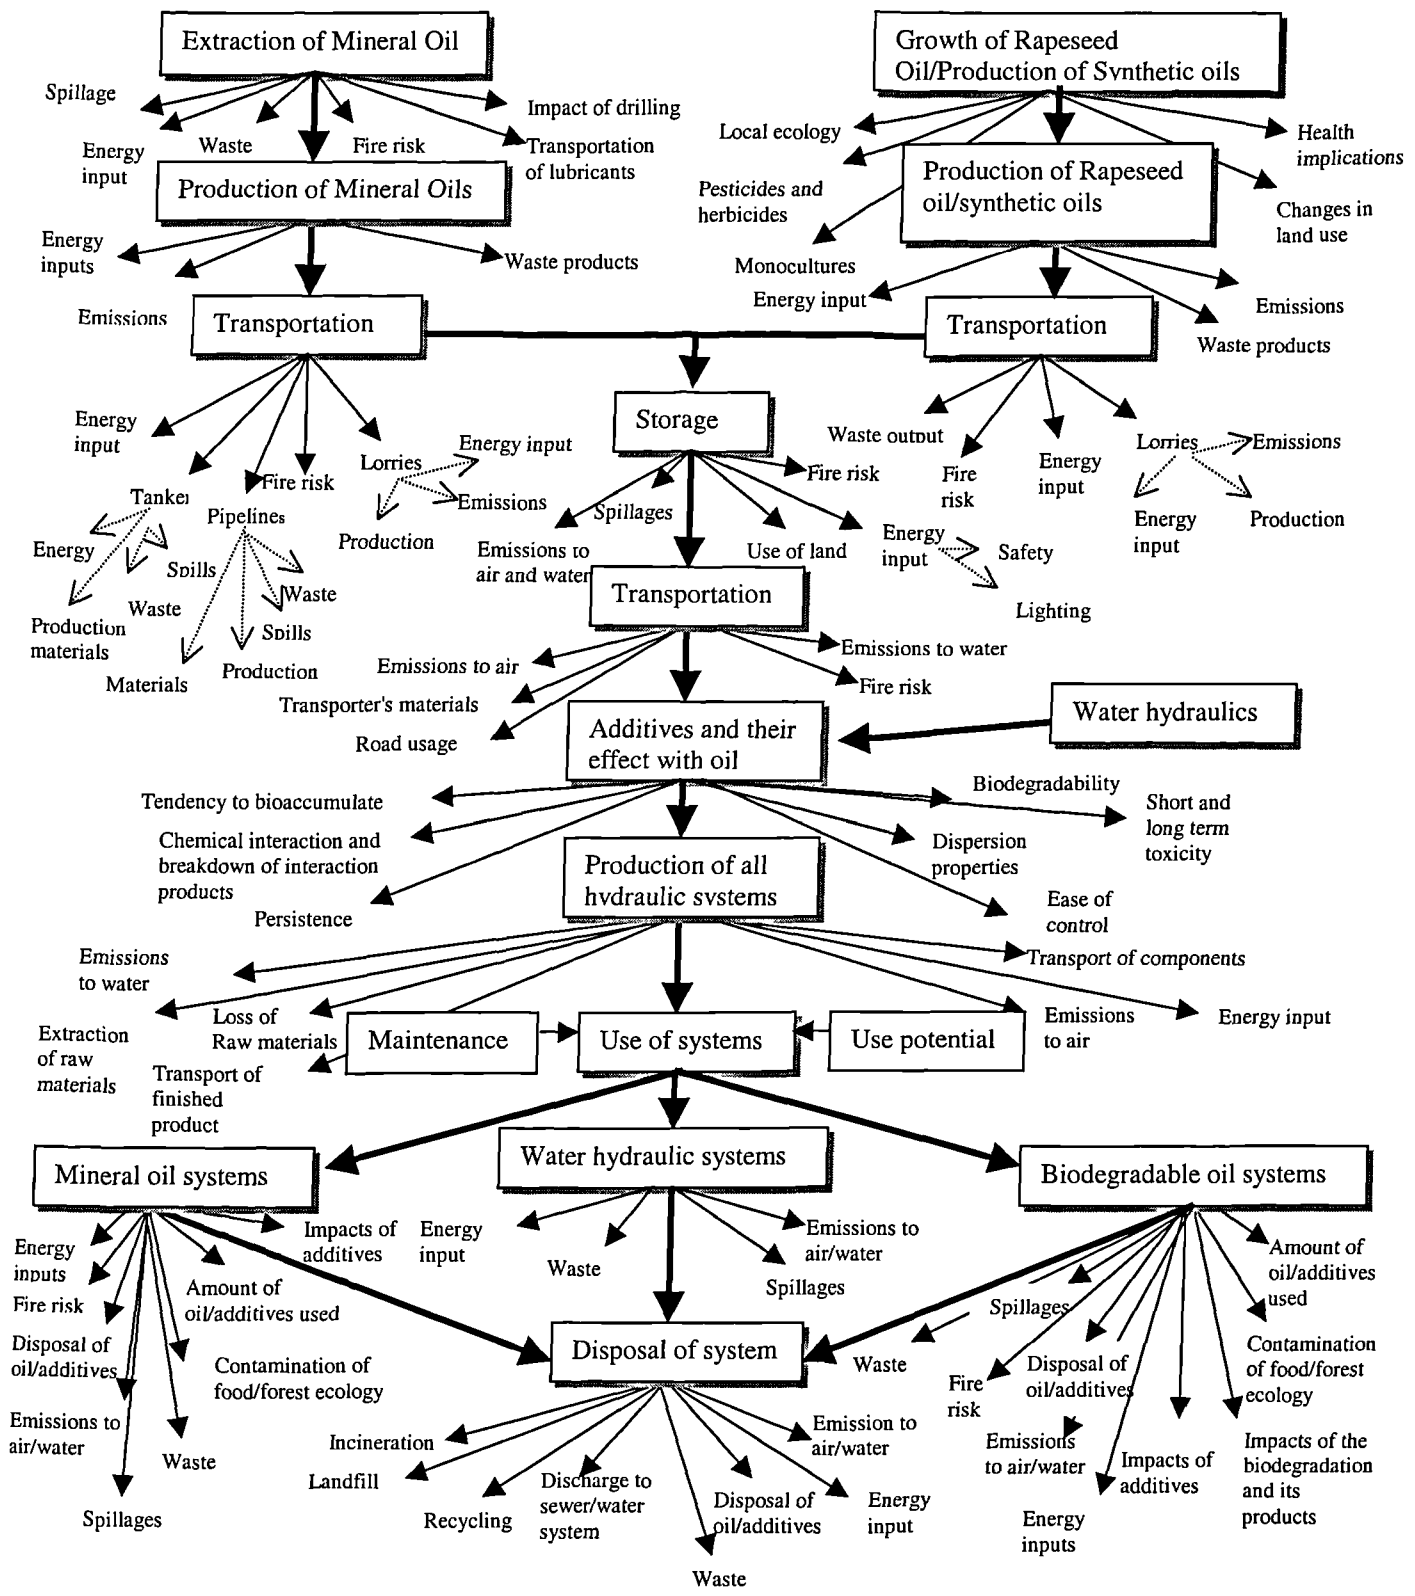 Extraction of Mineral Oil
Growth of Rapeseed
Oil/Production of Synthetic oils
Spillage
Energy
input
Waste
Fire risk
Impact of drilling
Transportation
of lubricants
Local ecology
Pesticides and
herbicides
Monocultures
Health
implications
Changes in
land use
Production of Mineral Oils
Production of Rapeseed
oil/synthetic oils
Energy
inputs
Emissions
Waste products
Energy input
Emissions
Waste products
Transportation
Transportation
Storage
Energy
input
Tanker
Energy
Production
materials
Waste
Spills
Pipelines
Materials
Production
Spills
Waste
Fire risk
Lorries
Energy input
Emissions
Production
Emissions to
air and water
Spillages
Use of land
Fire risk
Energy
input
Safety
Lighting
Waste output
Fire
risk
Energy
input
Lorries
Emissions
Energy
input
Production
Transportation
Emissions to air
Transporter's materials
Road usage
Emissions to water
Fire risk
Water hydraulics
Additives and their
effect with oil
Tendency to bioaccumulate
Chemical interaction and
breakdown of interaction
products
Persistence
Biodegradability
Short and
long term
toxicity
Dispersion
properties
Ease of
control
Production of all
hydraulic systems
Emissions
to water
Extraction
of raw
materials
Loss of
Raw materials
Transport of
finished
product
Transport of components
Emissions
to air
Energy input
Maintenance
Use of systems
Use potential
Mineral oil systems
Water hydraulic systems
Biodegradable oil systems
Energy
inputs
Fire risk
Disposal of
oil/additives
Emissions to
air/water
Spillages
Waste
Contamination of
food/forest ecology
Amount of
oil/additives used
Impacts of
additives
Energy
input
Waste
Emissions to
air/water
Spillages
Waste
Spillages
Fire
risk
Disposal of
oil/additives
Emissions
to air/water
Energy
inputs
Impacts of
additives
Impacts of the
biodegradation
and its
products
Contamination
of food/forest
ecology
Amount of
oil/additives
used
Disposal of system
Incineration
Landfill
Recycling
Discharge to
sewer/water
system
Waste
Disposal of
oil/additives
Energy
input
Emission to
air/water